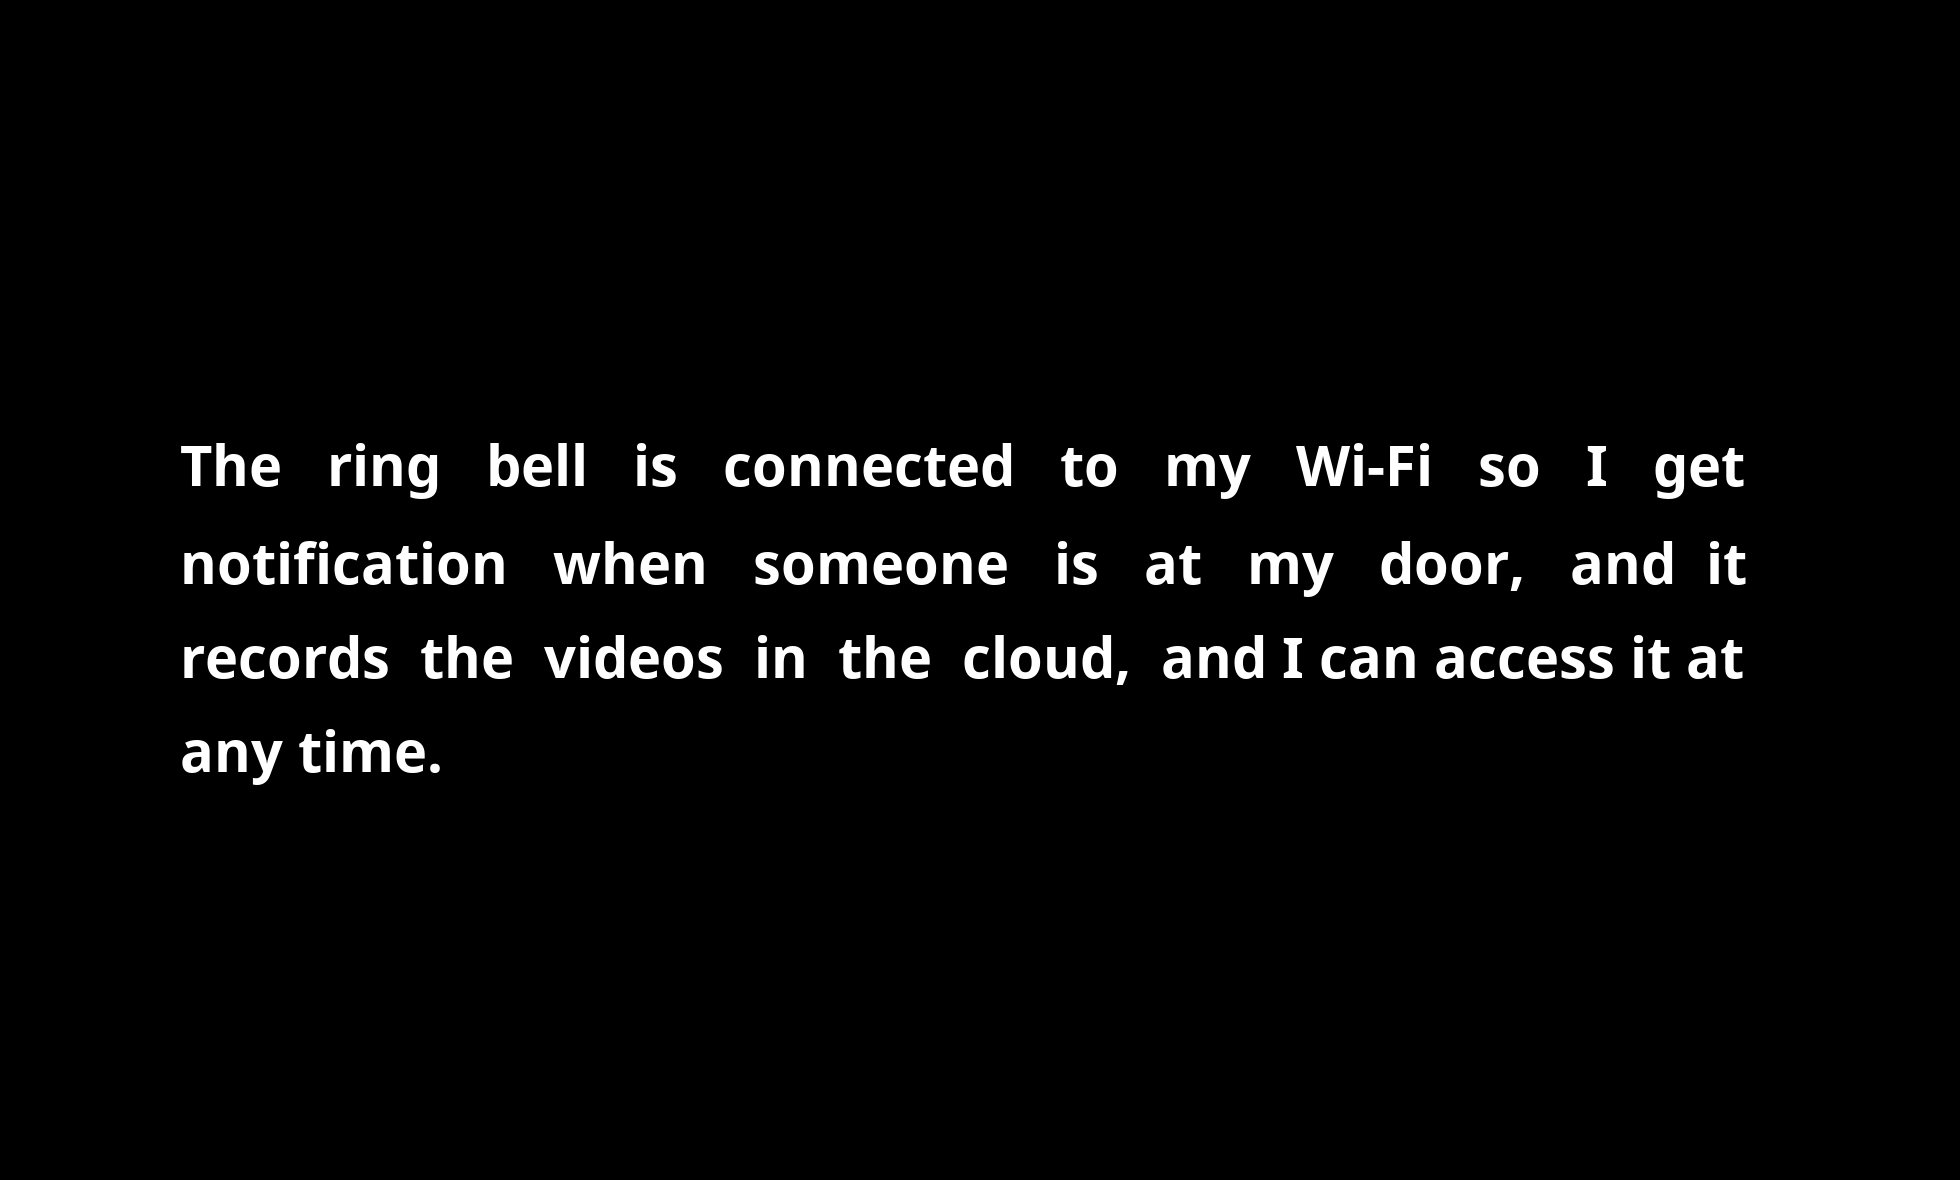 The ring bell is connected to my Wi-Fi so I get
notification when someone is at my door, and it
records the videos in the cloud, and I can access it at
any time.